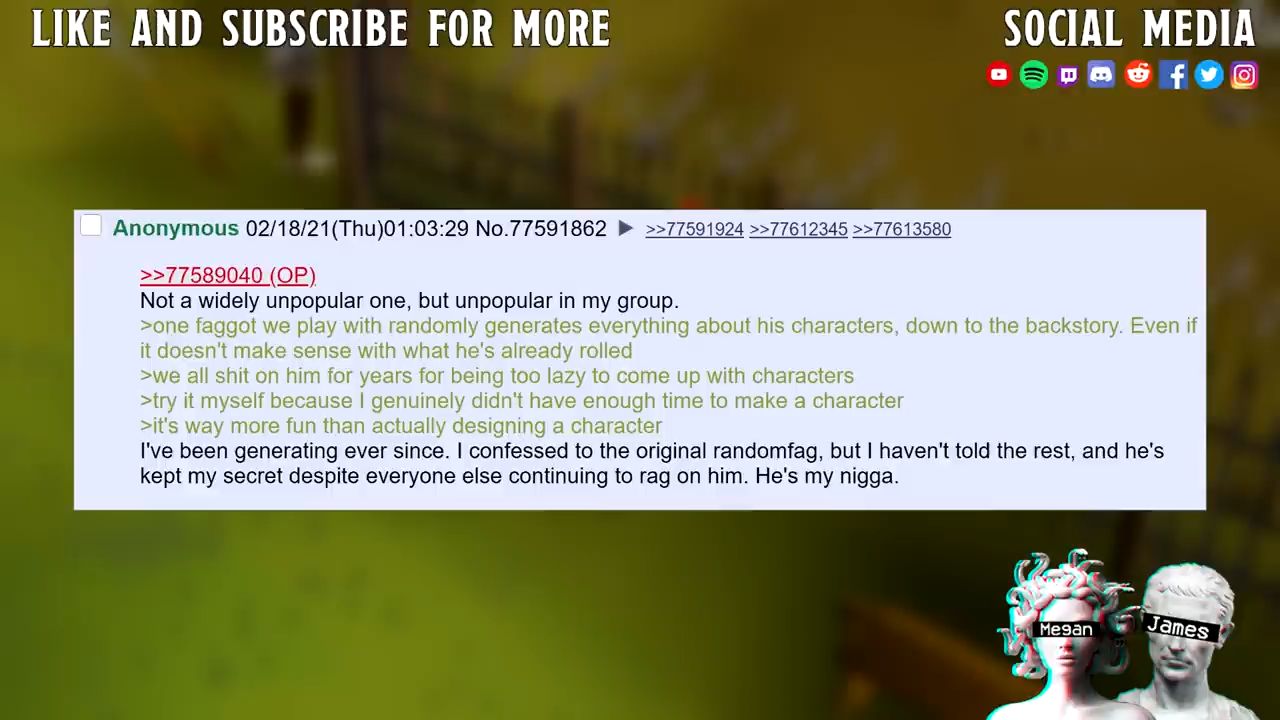 LIKE AND SUBSCRIBE FOR MORE
SOCIAL MEDIA
Anonymous 02/18/21(Thu)01:03:29 No.77591862 ▶ >>77591924 >>77612345 >>77613580
>>77589040 (OP)
Not a widely unpopular one, but unpopular in my group.
>one faggot we play with randomly generates everything about his characters, down to the backstory. Even if
it doesn't make sense with what he's already rolled
>we all shit on him for years for being too lazy to come up with characters
>try it myself because I genuinely didn't have enough time to make a character
>it's way more fun than actually designing a character
I've been generating ever since. I confessed to the original randomfag, but I haven't told the rest, and he's
kept my secret despite everyone else continuing to rag on him. He's my nigga.
Megan
James